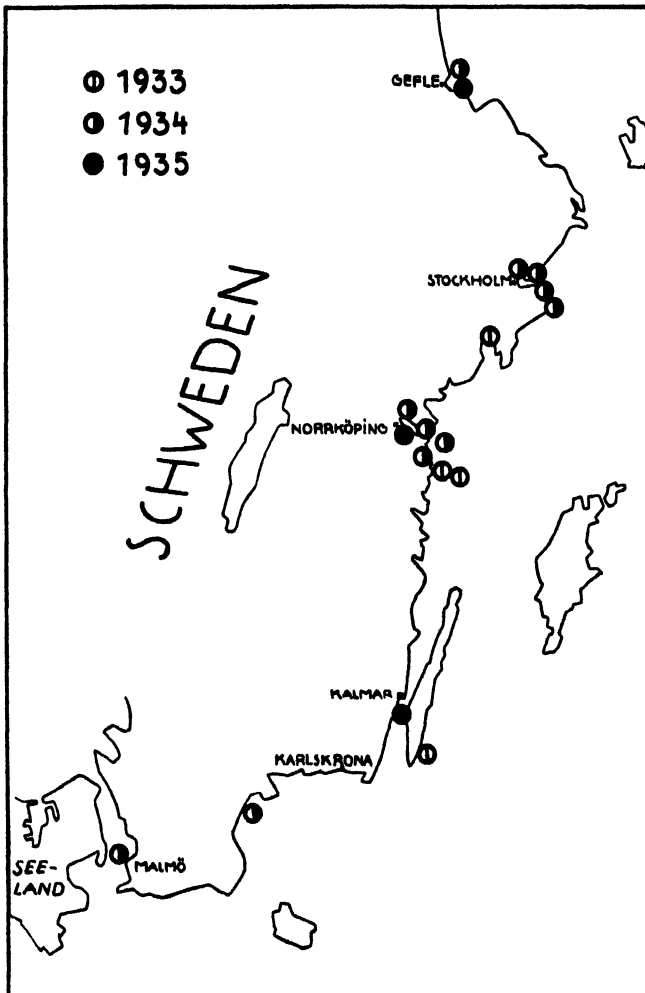 1933
1934
1935
GEFLE
STOCKHOLM
SCHWEDEN
NORRKÖPING
KALMAR
KARLSKRONA
MALMÖ
SEE-
LAND